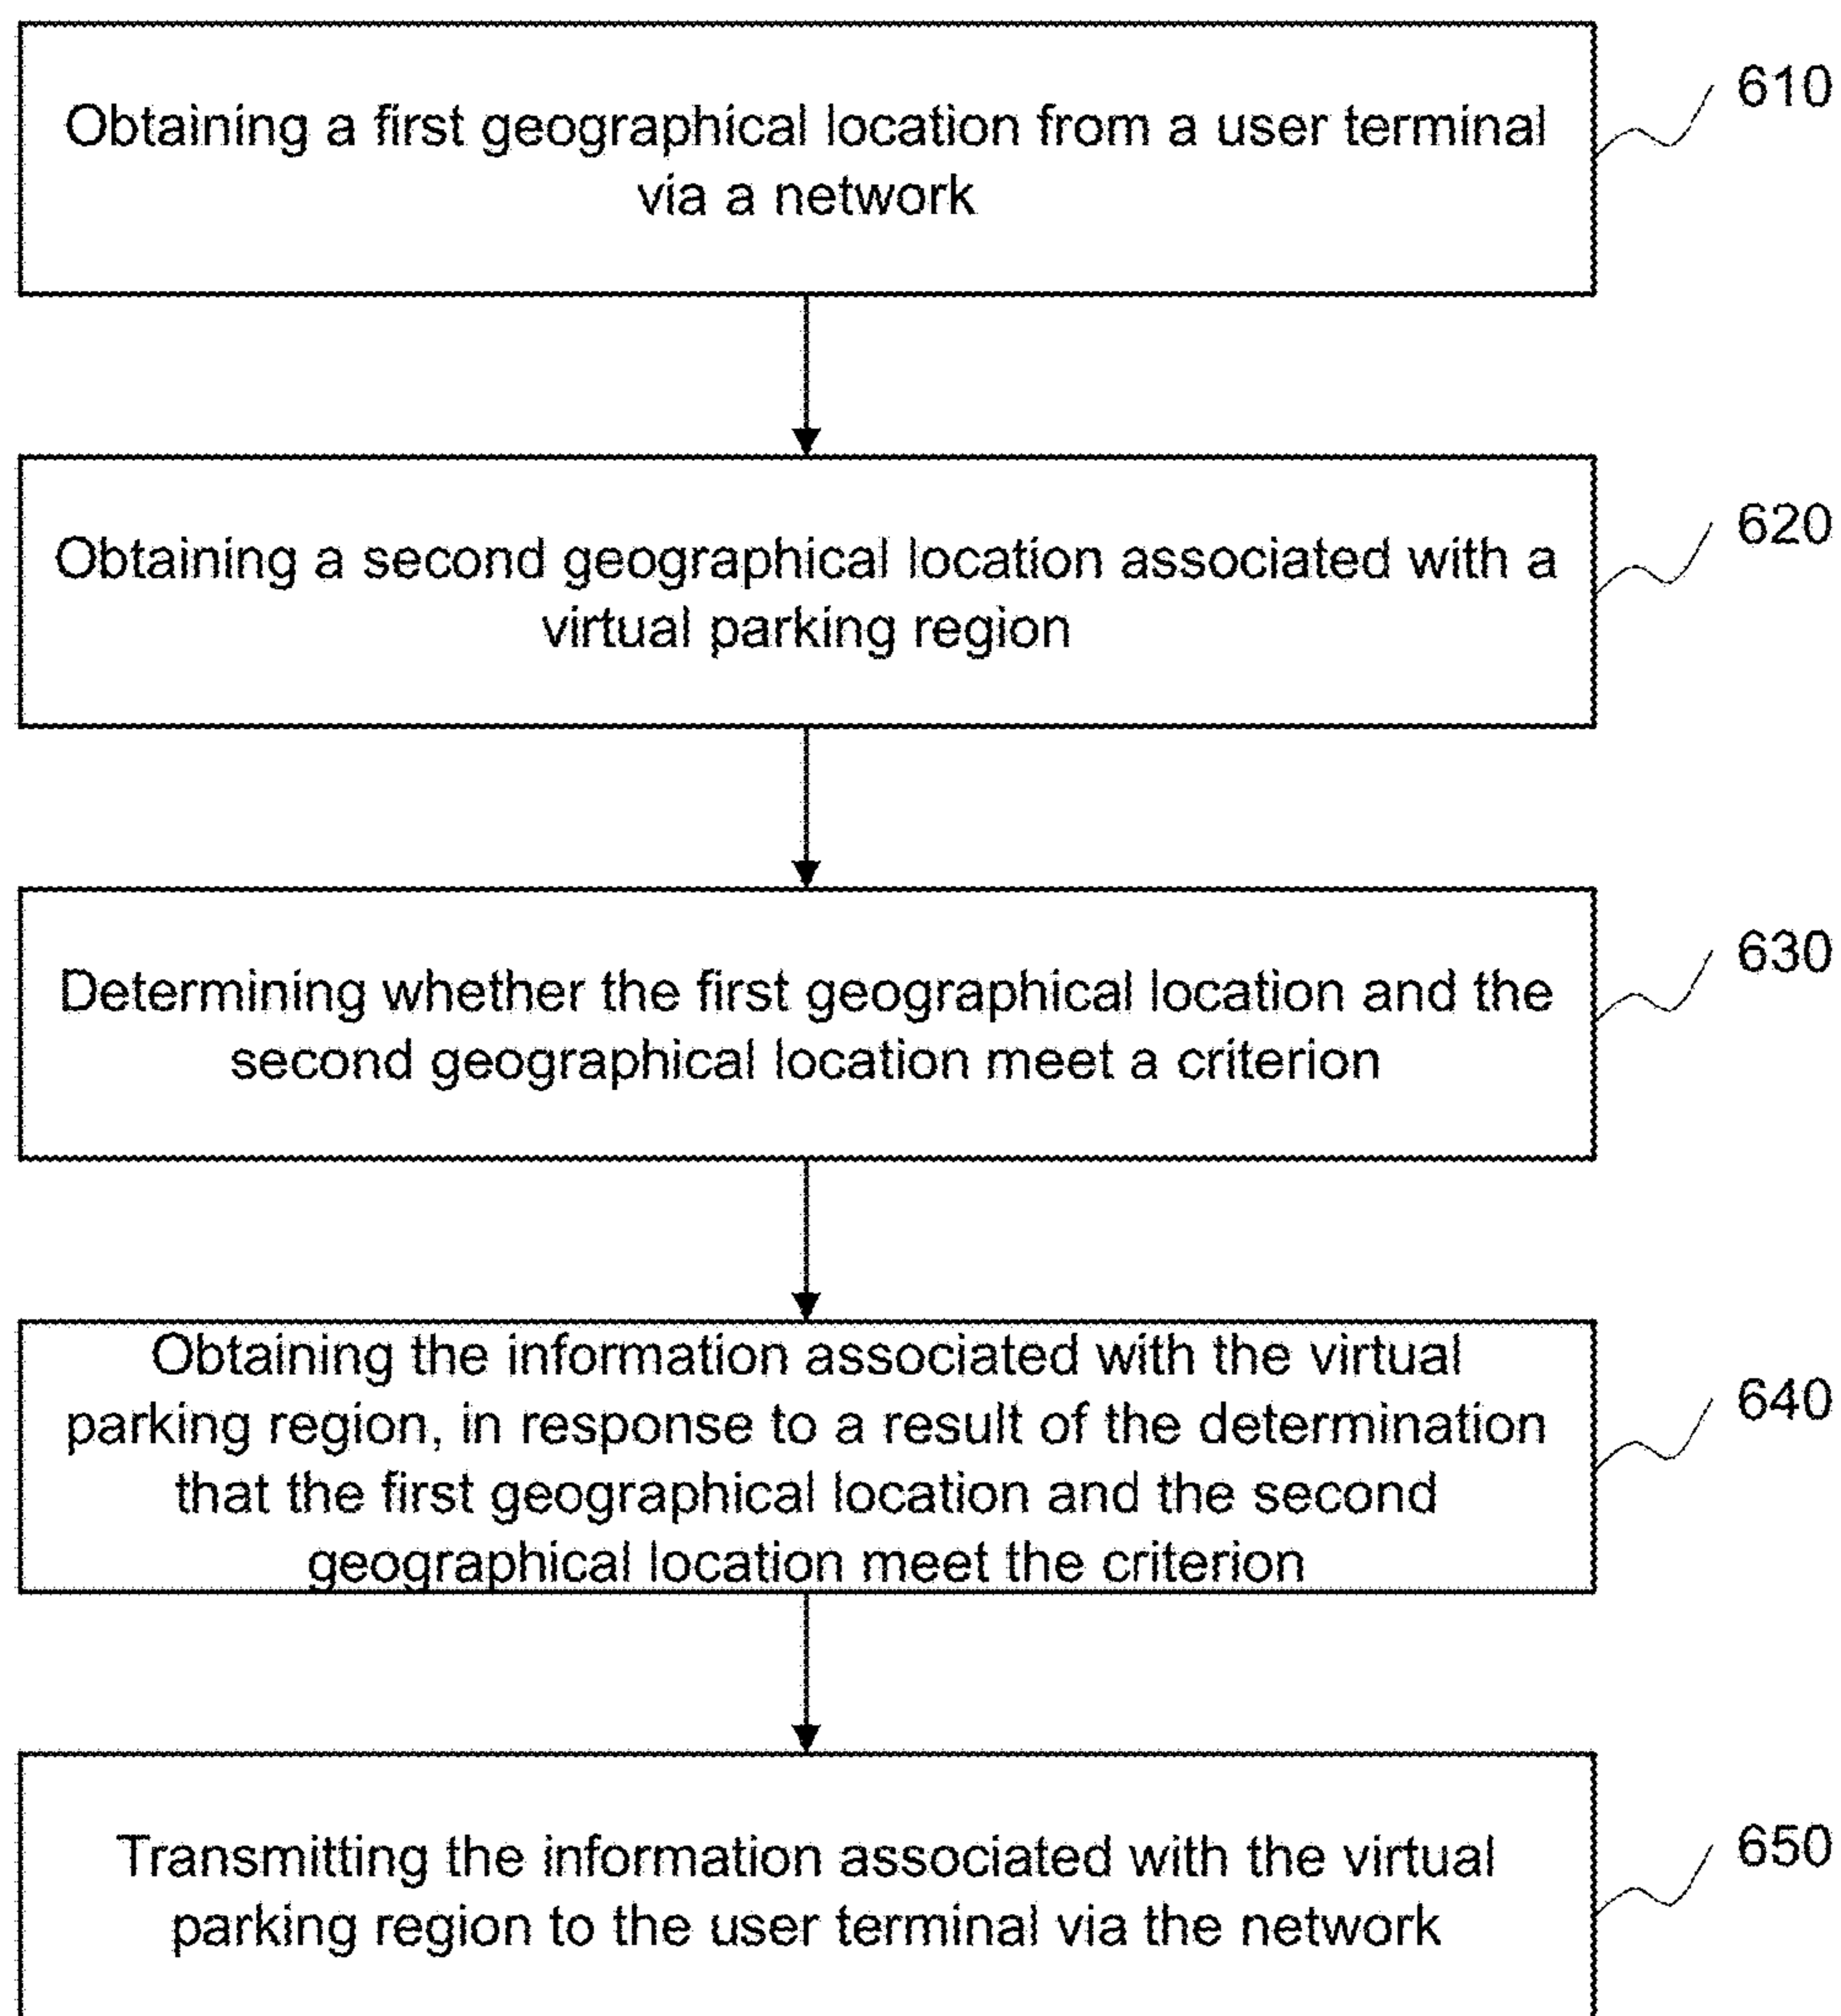 Obtaining a first geographical location from a user terminal
via a network
610
Obtaining a second geographical location associated with a
virtual parking region
620
Determining whether the first geographical location and the
second geographical location meet a criterion
630
Obtaining the information associated with the virtual
parking region, in response to a result of the determination
that the first geographical location and the second
geographical location meet the criterion
640
Transmitting the information associated with the virtual
parking region to the user terminal via the network
650